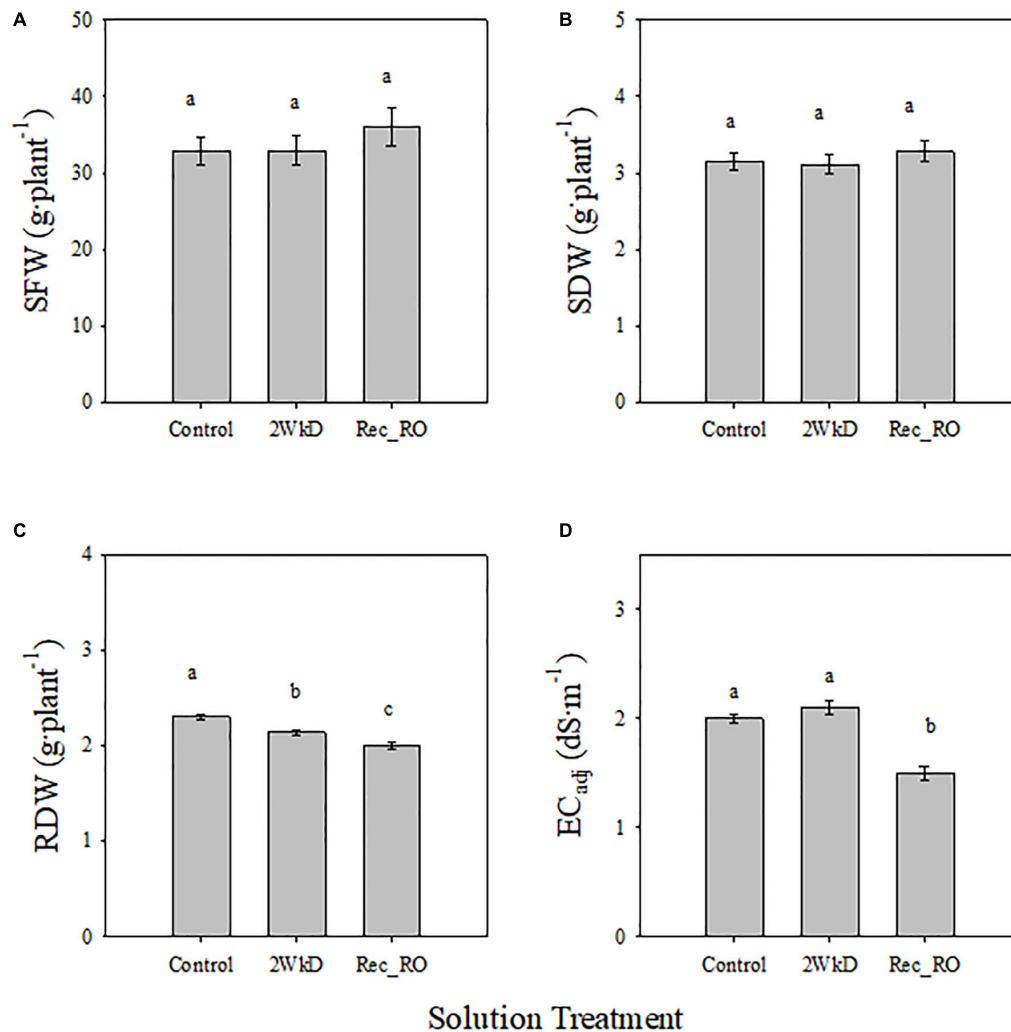 A
SFW (g·plant⁻¹)
50
40
30
20
10
0
a
a
a
Control 2WkD Rec_RO
B
SDW (g·plant⁻¹)
5
4
3
2
1
0
a
a
a
Control 2WkD Rec_RO
C
RDW (g·plant⁻¹)
4
3
2
1
0
a
b
c
Control 2WkD Rec_RO
D
ECadj (dS·m⁻¹)
3
2
1
0
a
a
b
Control 2WkD Rec_RO
Solution Treatment